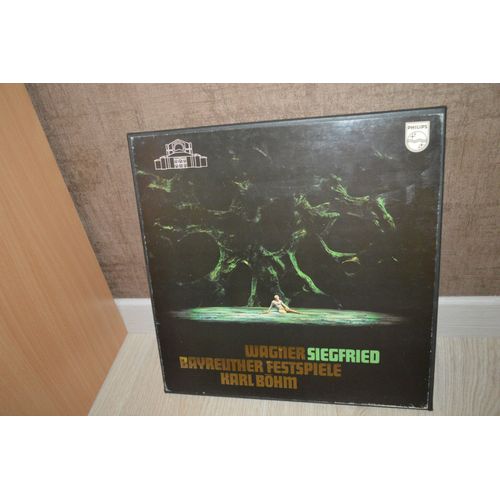 PHILIPS
WAGNER SIEGFRIED
BAYREUTHER FESTSPIELE
KARL BÖHM